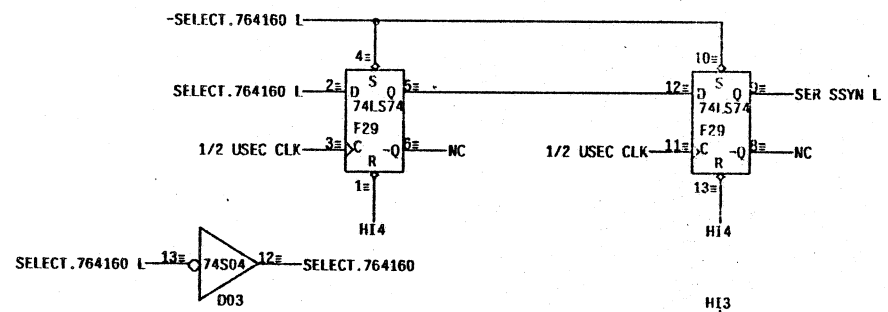 -SELECT.764160 L
4≡ 10≡
SELECT.764160 L 2≡ D S Q 5≡ 12≡ D S Q 9≡ SER SSYN L
74LS74 74LS74
F29 F29
1/2 USEC CLK 3≡ C -Q 6≡ NC 1/2 USEC CLK 11≡ C -Q 8≡ NC
R R
1≡ 13≡
HI4 HI4
SELECT.764160 L 13≡ 74S04 12≡ SELECT.764160
D03 HI3